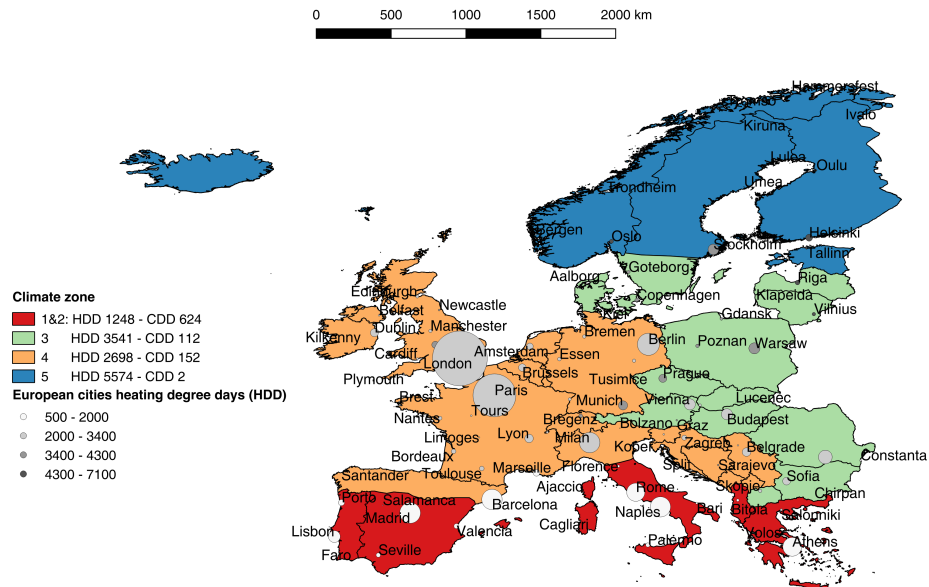 0 500 1000 1500 2000 km
Hammersfest
Tromso
Ivalo
Kiruna
Lulea
Oulu
Umea
Trondheim
Bergen
Oslo
Helsinki
Stockholm
Tallinn
Goteborg
Aalborg
Riga
Edinburgh
Copenhagen
Klapeida
Newcastle
Belfast
Kiel
Gdansk
Vilnius
Climate zone
1&2: HDD 1248 - CDD 624
3 HDD 3541 - CDD 112
4 HDD 2698 - CDD 152
5 HDD 5574 - CDD 2
European cities heating degree days (HDD)
500 - 2000
2000 - 3400
3400 - 4300
4300 - 7100
Dublin
Manchester
Bremen
Kilkenny
Berlin
Poznan
Warsaw
Cardiff
London
Amsterdam
Essen
Plymouth
Brussels
Tusimice
Prague
Brest
Paris
Tours
Munich
Vienna
Lucenec
Nantes
Bregenz
Bolzano
Graz
Budapest
Limoges
Lyon
Milan
Koper
Zagreb
Belgrade
Constanta
Bordeaux
Toulouse
Marseille
Florence
Split
Sarajevo
Sofia
Santander
Ajaccio
Rome
Skopje
Chirpan
Porto
Salamanca
Barcelona
Madrid
Naples
Bari
Bitola
Salomiki
Lisbon
Valencia
Cagliari
Palermo
Volos
Athens
Faro
Seville